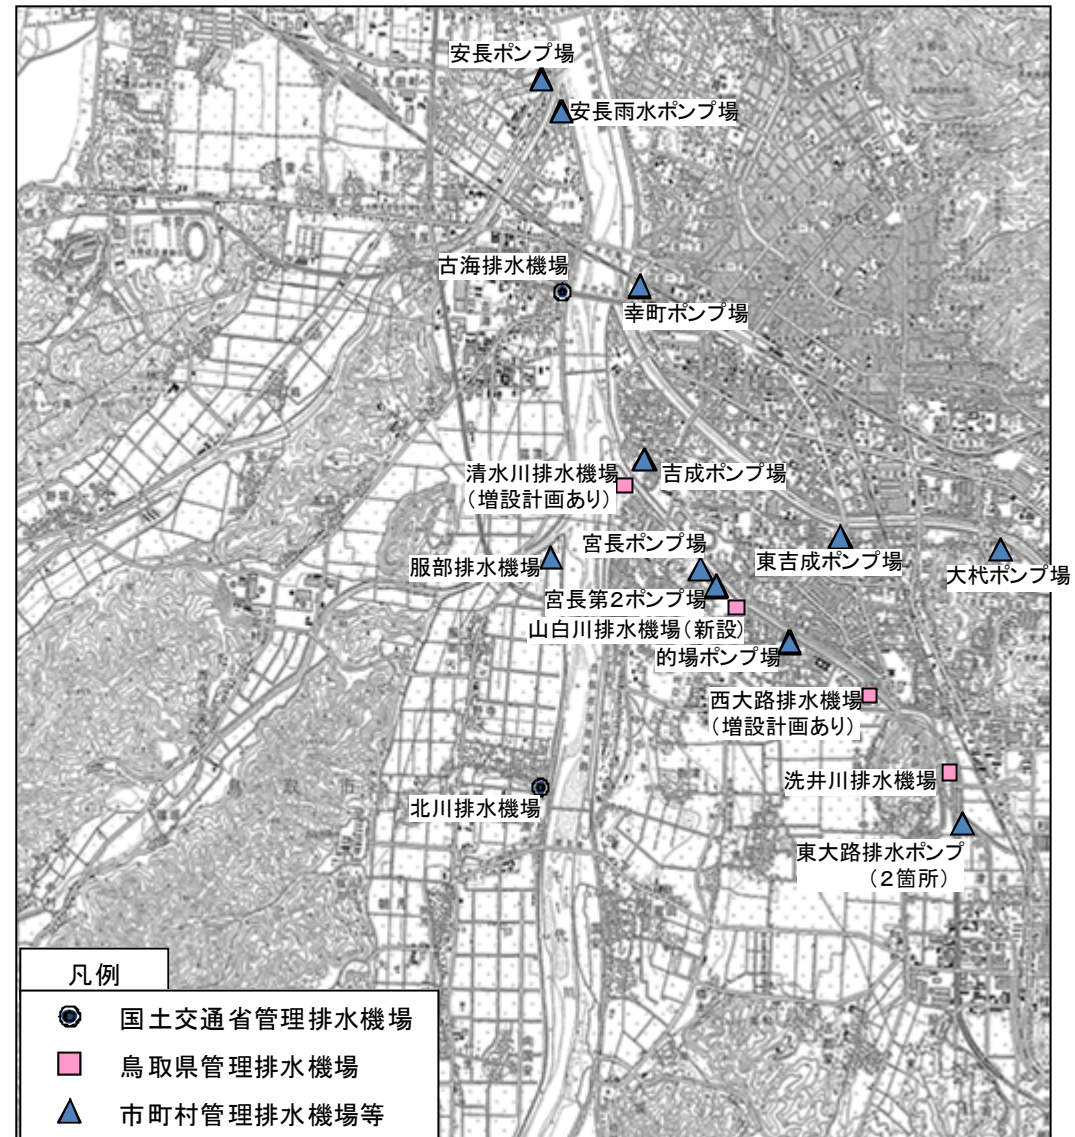 安長ポンプ場
安長雨水ポンプ場
古海排水機場
幸町ポンプ場
清水川排水機場
（増設計画あり）
吉成ポンプ場
宮長ポンプ場
服部排水機場
東吉成ポンプ場
大杙ポンプ場
宮長第２ポンプ場
山白川排水機場（新設）
的場ポンプ場
西大路排水機場
（増設計画あり）
洗井川排水機場
北川排水機場
東大路排水ポンプ
（２箇所）
凡例
国土交通省管理排水機場
鳥取県管理排水機場
市町村管理排水機場等